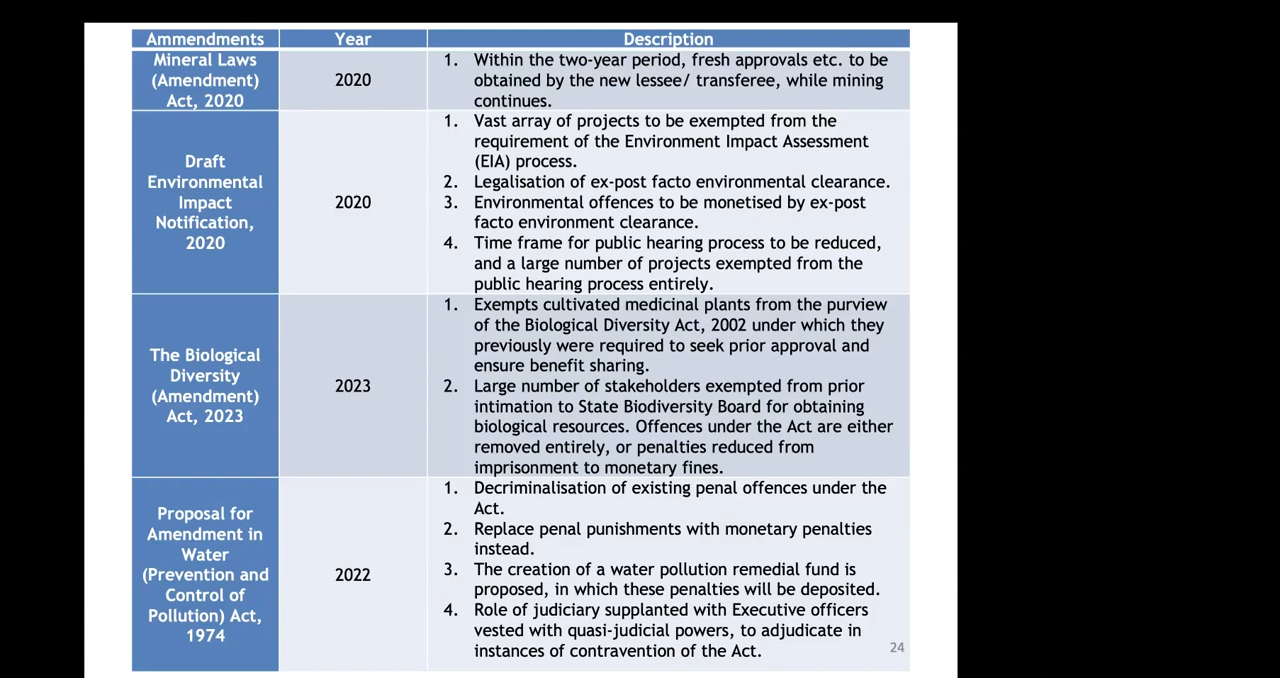 Ammendments Year Description
Mineral Laws
(Amendment)
Act, 2020
2020
1. Within the two-year period, fresh approvals etc. to be
obtained by the new lessee/ transferee, while mining
continues.
Draft
Environmental
Impact
Notification,
2020
2020
1. Vast array of projects to be exempted from the
requirement of the Environment Impact Assessment
(EIA) process.
2. Legalisation of ex-post facto environmental clearance.
3. Environmental offences to be monetised by ex-post
facto environment clearance.
4. Time frame for public hearing process to be reduced,
and a large number of projects exempted from the
public hearing process entirely.
The Biological
Diversity
(Amendment)
Act, 2023
2023
1. Exempts cultivated medicinal plants from the purview
of the Biological Diversity Act, 2002 under which they
previously were required to seek prior approval and
ensure benefit sharing.
2. Large number of stakeholders exempted from prior
intimation to State Biodiversity Board for obtaining
biological resources. Offences under the Act are either
removed entirely, or penalties reduced from
imprisonment to monetary fines.
Proposal for
Amendment in
Water
(Prevention and
Control of
Pollution) Act,
1974
2022
1. Decriminalisation of existing penal offences under the
Act.
2. Replace penal punishments with monetary penalties
instead.
3. The creation of a water pollution remedial fund is
proposed, in which these penalties will be deposited.
4. Role of judiciary supplanted with Executive officers
vested with quasi-judicial powers, to adjudicate in
instances of contravention of the Act.
24